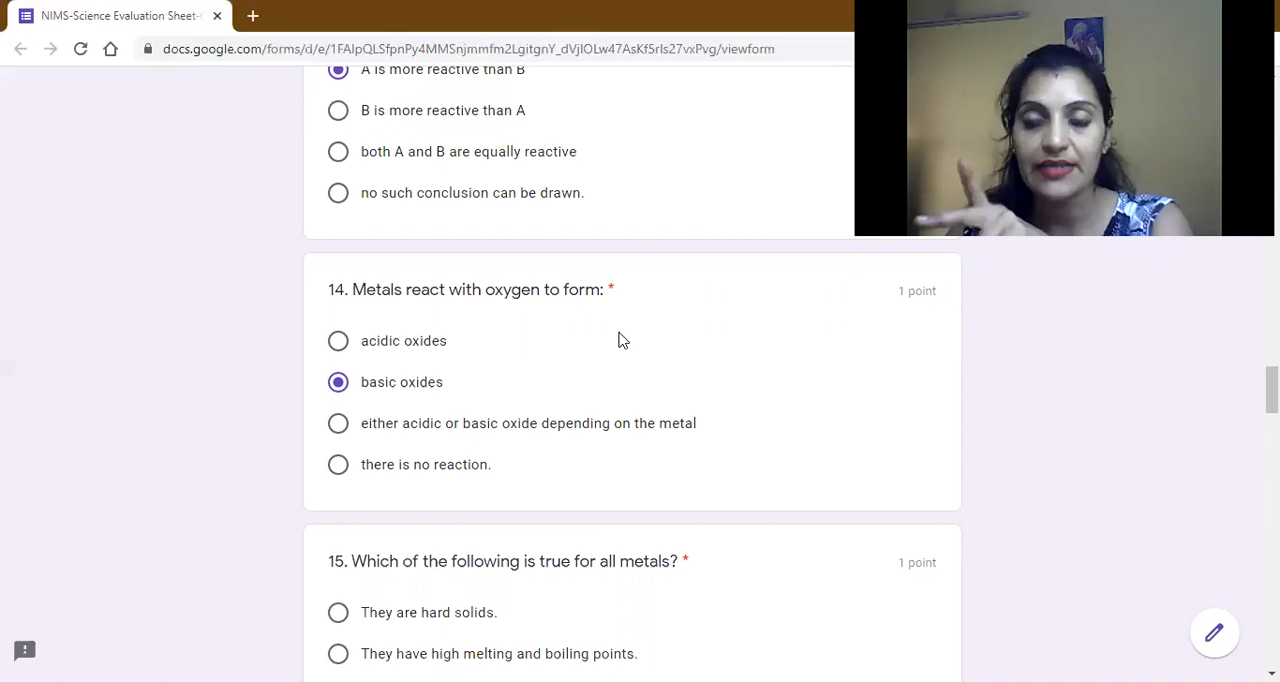 NIMS-Science Evaluation Sheet-
docs.google.com/forms/d/e/1FAIpQLSfpnPy4MMSnjmmfm2LgitgnY_dVjIOLw47AsKf5rIs27vxPvg/viewform
A is more reactive than B
B is more reactive than A
both A and B are equally reactive
no such conclusion can be drawn.
14. Metals react with oxygen to form: *
1 point
acidic oxides
basic oxides
either acidic or basic oxide depending on the metal
there is no reaction.
15. Which of the following is true for all metals? *
1 point
They are hard solids.
They have high melting and boiling points.